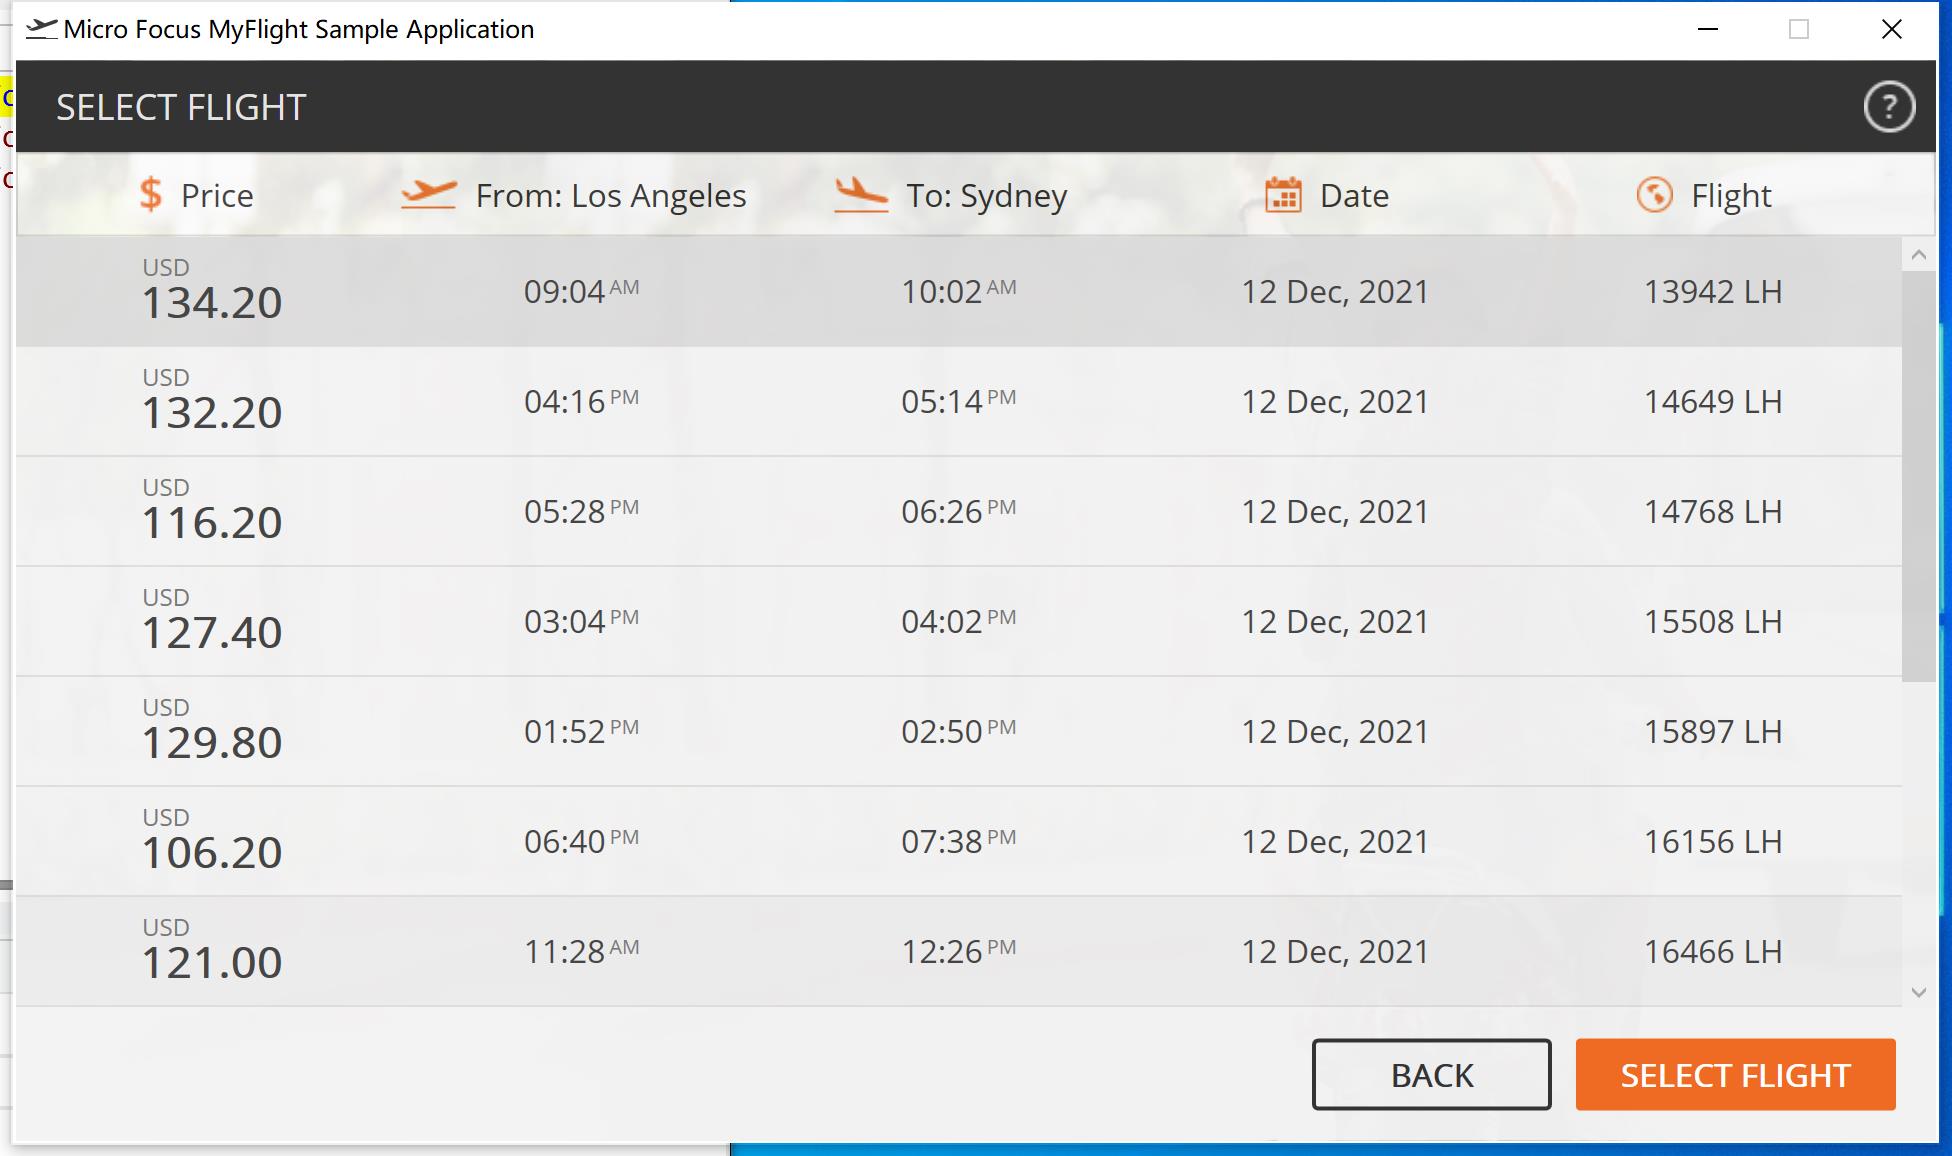 Micro Focus MyFlight Sample Application
SELECT FLIGHT ?
$ Price From: Los Angeles To: Sydney Date Flight
USD
134.20 09:04 AM 10:02 AM 12 Dec, 2021 13942 LH
USD
132.20 04:16 PM 05:14 PM 12 Dec, 2021 14649 LH
USD
116.20 05:28 PM 06:26 PM 12 Dec, 2021 14768 LH
USD
127.40 03:04 PM 04:02 PM 12 Dec, 2021 15508 LH
USD
129.80 01:52 PM 02:50 PM 12 Dec, 2021 15897 LH
USD
106.20 06:40 PM 07:38 PM 12 Dec, 2021 16156 LH
USD
121.00 11:28 AM 12:26 PM 12 Dec, 2021 16466 LH
BACK SELECT FLIGHT